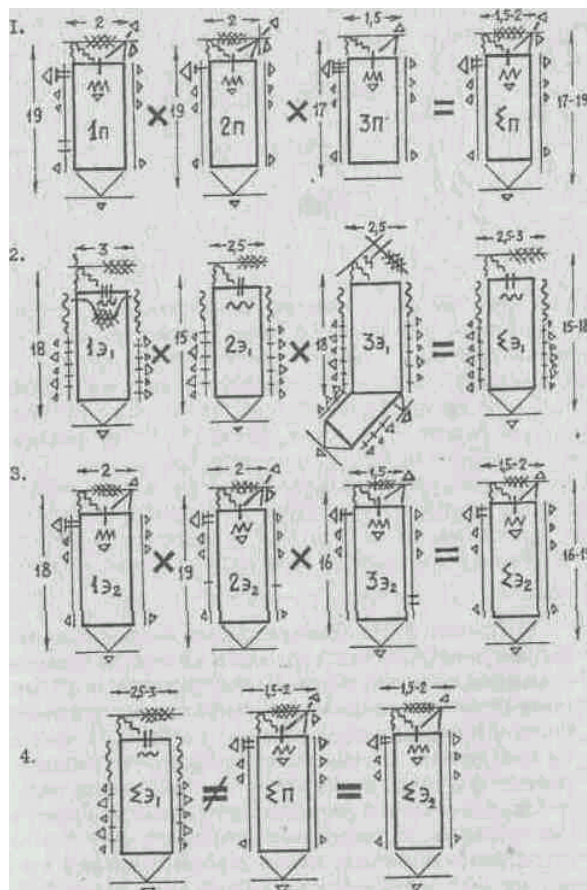 1. 2 2 1,5 1,5-2
19 1п × 19 2п × 17 3п = Σп 17-19
2. 3 2,5 2,5 2,5-3
18 1э₁ × 15 2э₁ × 18 3э₁ = Σэ₁ 15-18
3. 2 2 1,5 1,5-2
18 1э₂ × 19 2э₂ × 16 3э₂ = Σэ₂
4. 2,5-3 1,5-2 1,5-2
Σэ₁ ≠ Σп = Σэ₂